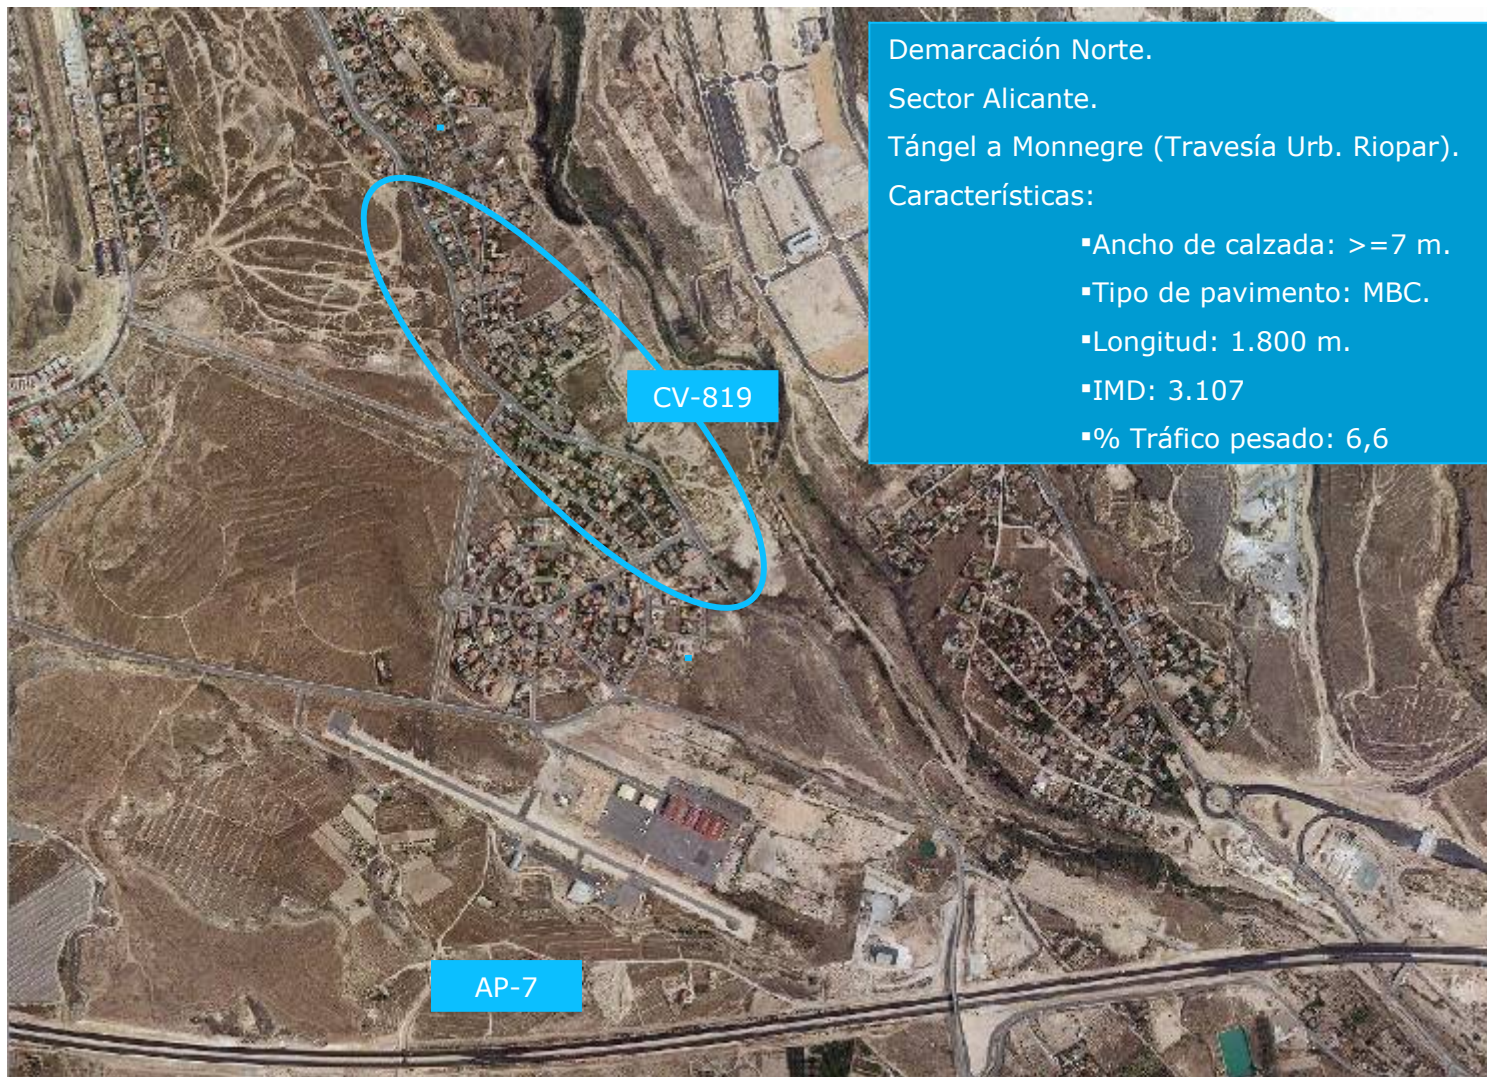 Demarcación Norte.
Sector Alicante.
Tángel a Monnegre (Travesía Urb. Riopar).
Características:
▪Ancho de calzada: >=7 m.
▪Tipo de pavimento: MBC.
▪Longitud: 1.800 m.
▪IMD: 3.107
▪% Tráfico pesado: 6,6
CV-819
AP-7